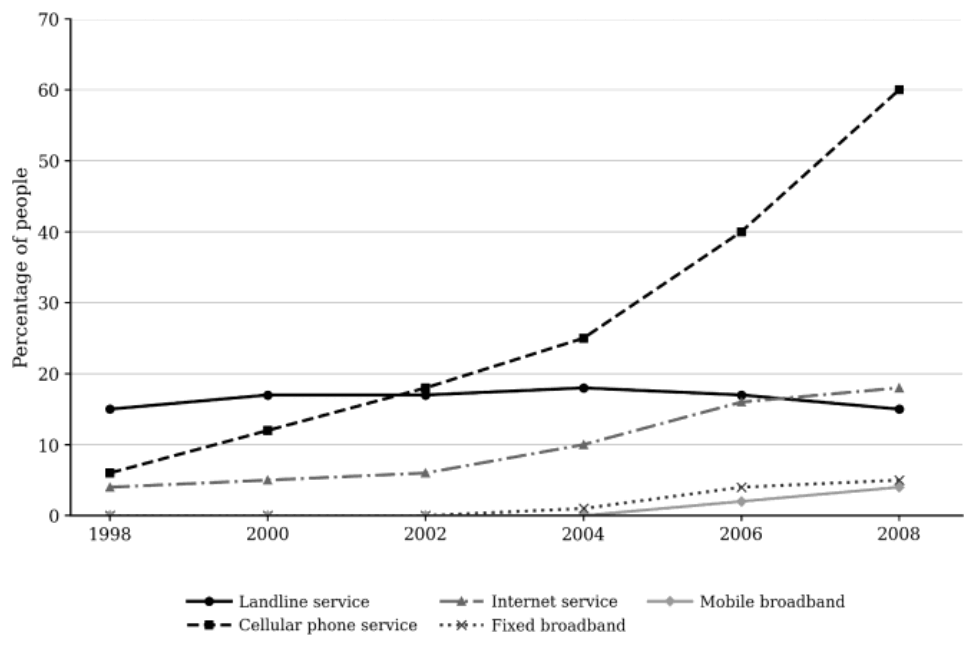 70
60
50
40
30
20
10
0
Percentage of people
1998 2000 2002 2004 2006 2008
Landline service Internet service Mobile broadband
Cellular phone service Fixed broadband